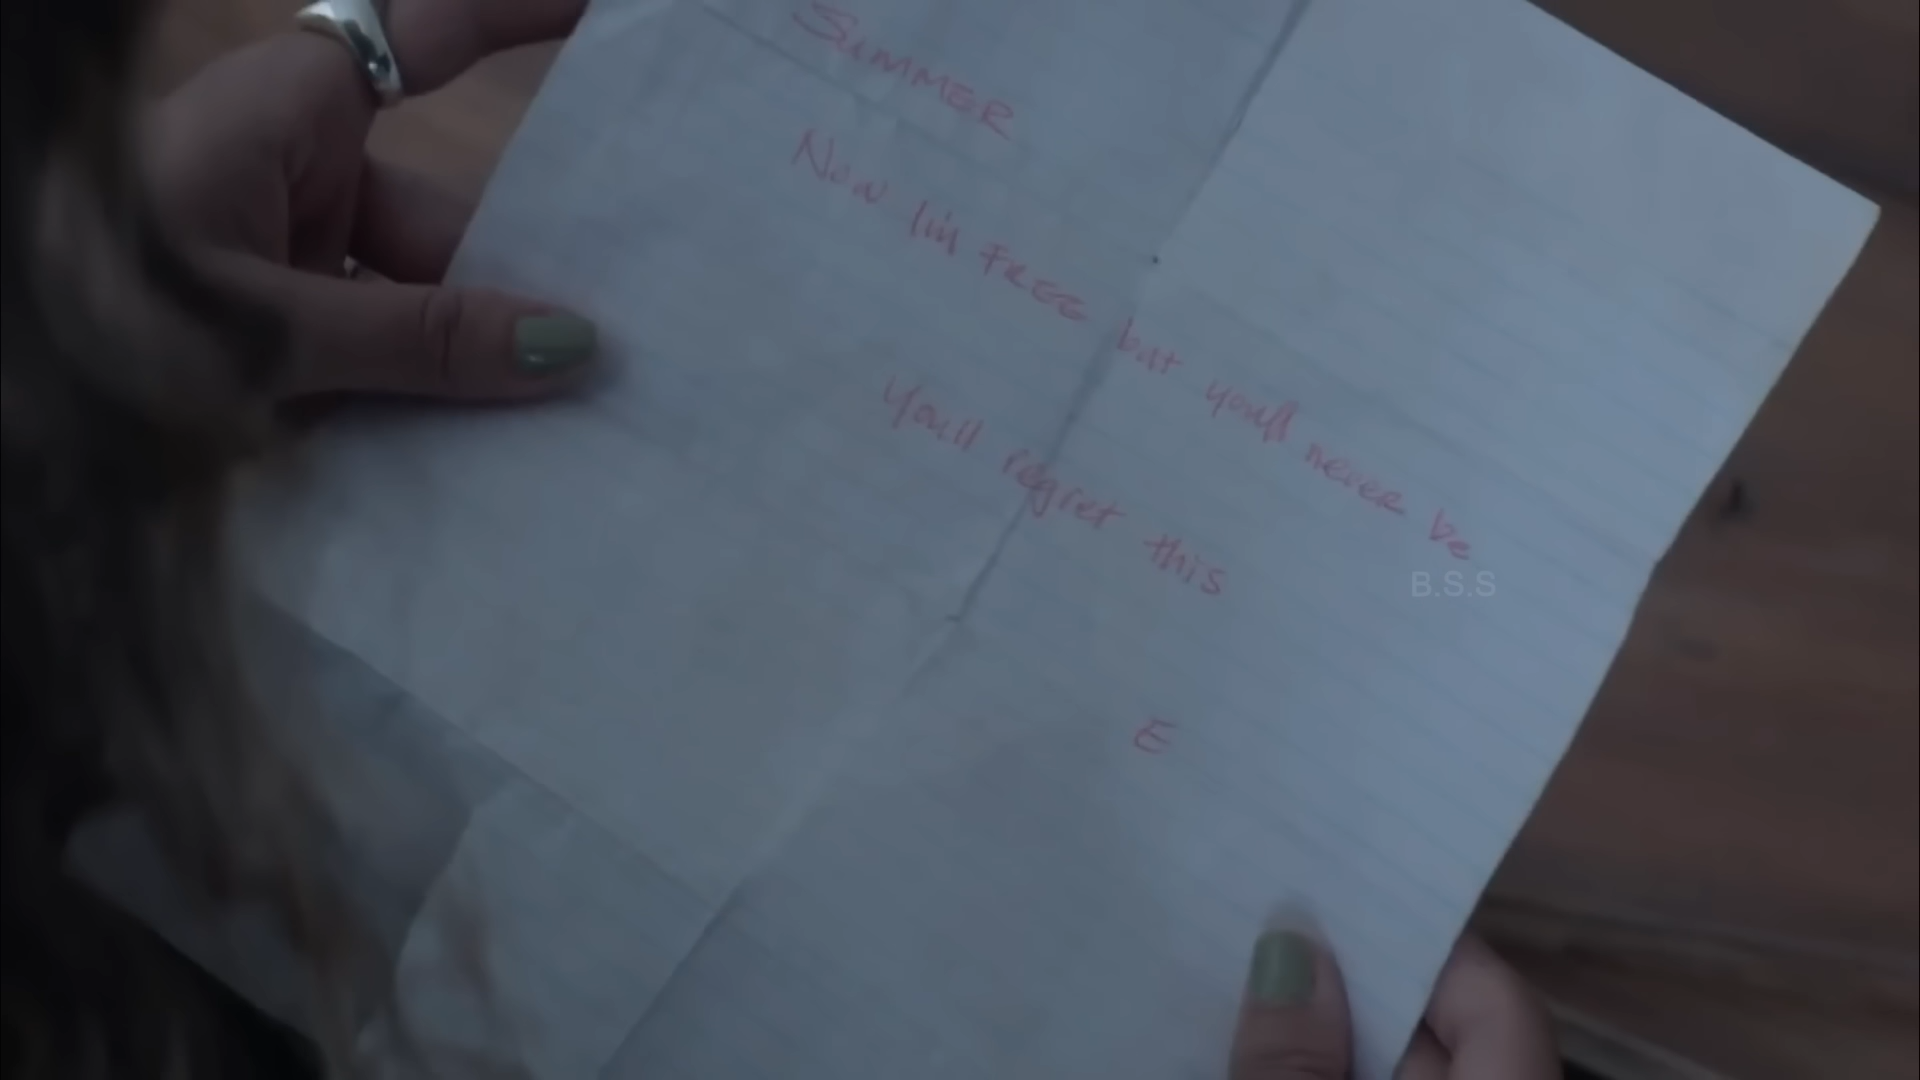 SUMMER
Now I'm FREE but you'll never be
You'll regret this
E
B.S.S